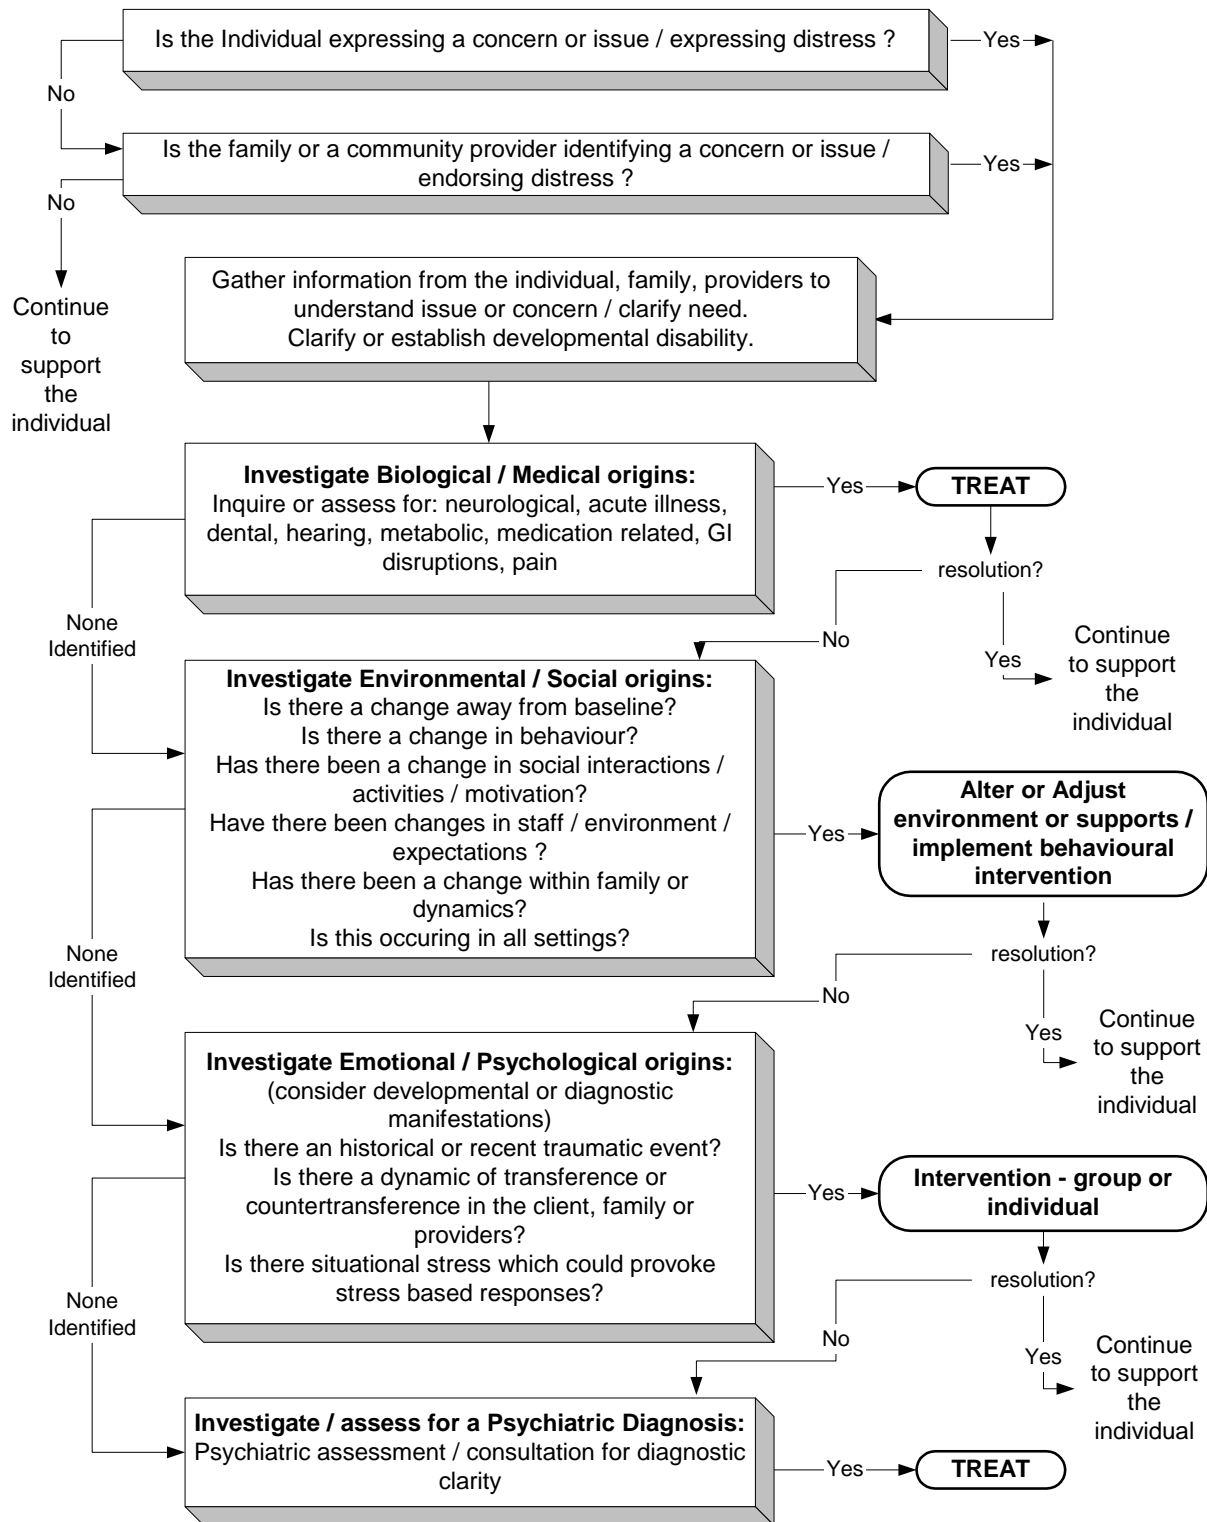 Is the Individual expressing a concern or issue / expressing distress ?
Yes
No
Is the family or a community provider identifying a concern or issue /
endorsing distress ?
Yes
No
Continue
to
support
the
individual
Gather information from the individual, family, providers to
understand issue or concern / clarify need.
Clarify or establish developmental disability.
Investigate Biological / Medical origins:
Inquire or assess for: neurological, acute illness,
dental, hearing, metabolic, medication related, GI
disruptions, pain
Yes
TREAT
resolution?
No
Yes
Continue
to support
the
individual
None
Identified
Investigate Environmental / Social origins:
Is there a change away from baseline?
Is there a change in behaviour?
Has there been a change in social interactions /
activities / motivation?
Have there been changes in staff / environment /
expectations ?
Has there been a change within family or
dynamics?
Is this occuring in all settings?
Yes
Alter or Adjust
environment or supports /
implement behavioural
intervention
resolution?
No
Yes
Continue
to support
the
individual
None
Identified
Investigate Emotional / Psychological origins:
(consider developmental or diagnostic
manifestations)
Is there an historical or recent traumatic event?
Is there a dynamic of transference or
countertransference in the client, family or
providers?
Is there situational stress which could provoke
stress based responses?
Yes
Intervention - group or
individual
resolution?
No
Yes
Continue
to support
the
individual
None
Identified
Investigate / assess for a Psychiatric Diagnosis:
Psychiatric assessment / consultation for diagnostic
clarity
Yes
TREAT